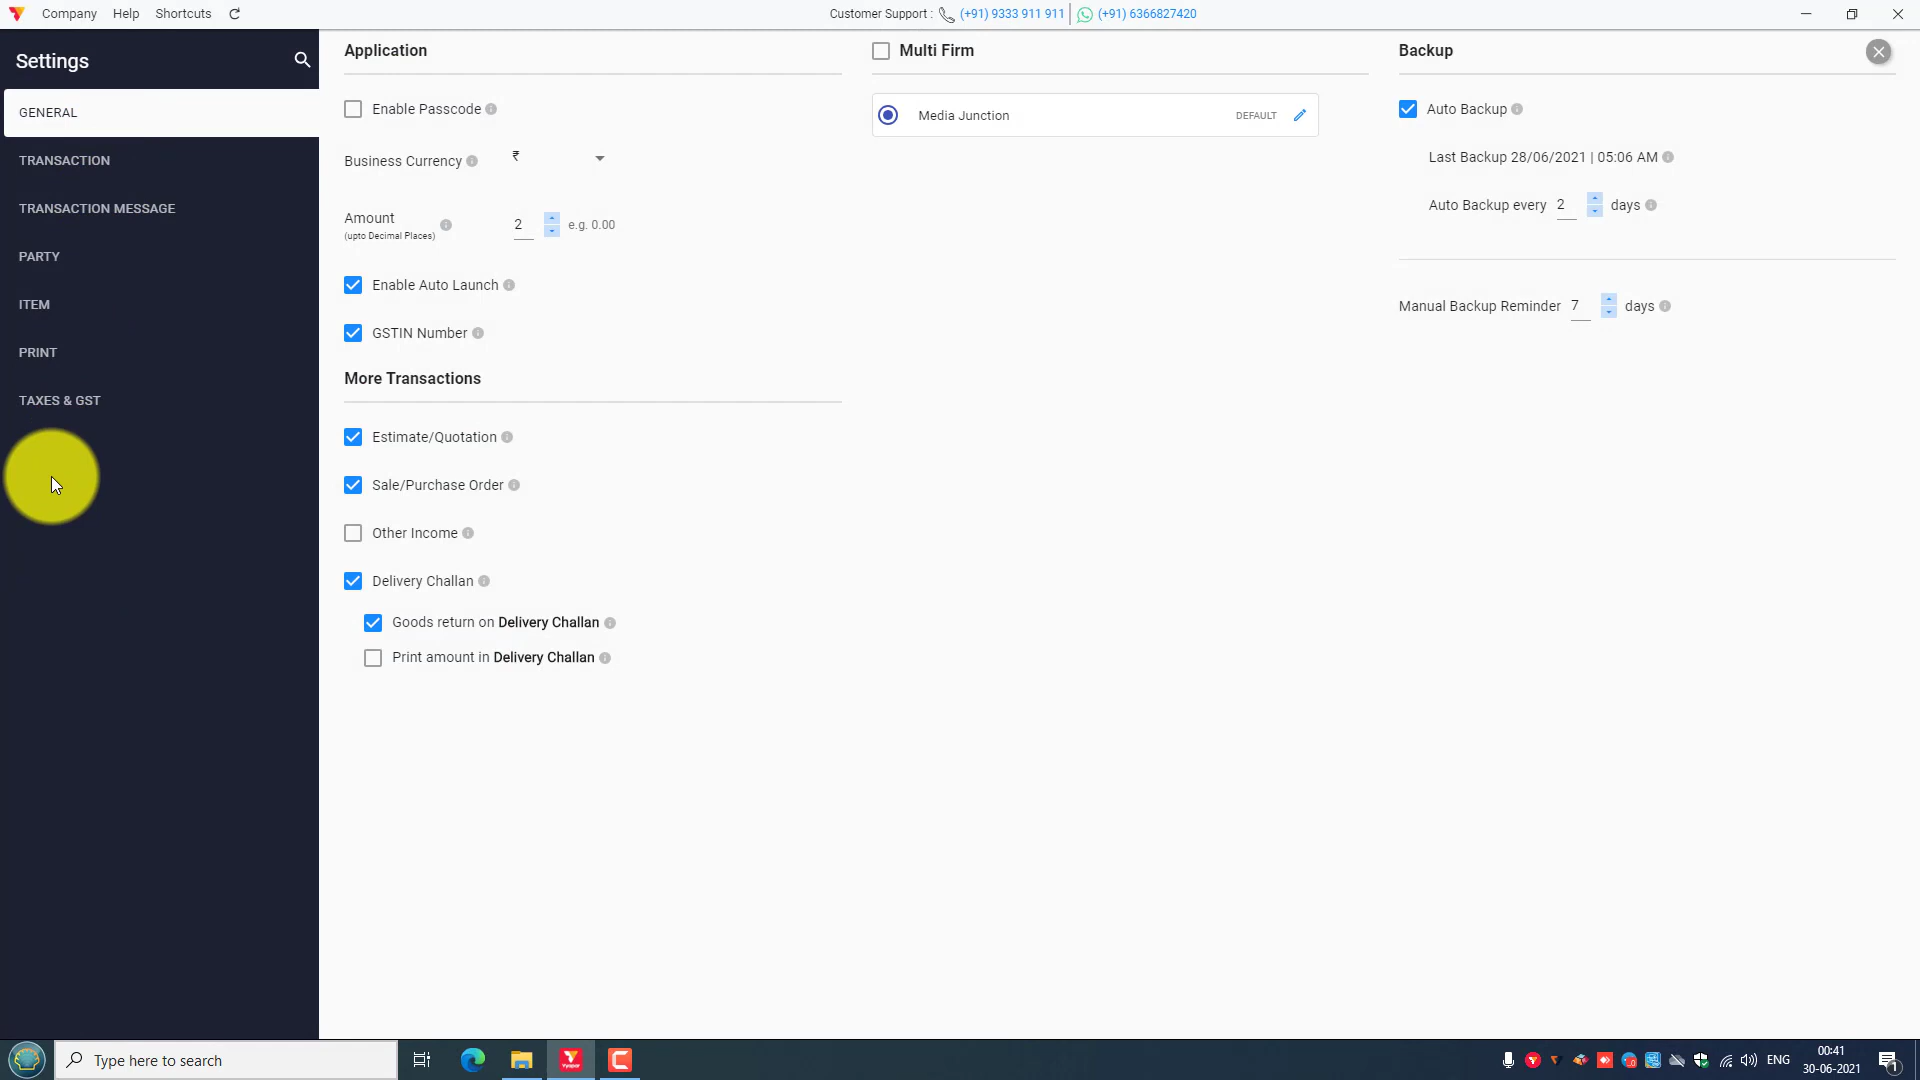 Company Help Shortcuts
Customer Support : (+91) 9333 911 911 (+91) 6366827420
Settings
GENERAL
TRANSACTION
TRANSACTION MESSAGE
PARTY
ITEM
PRINT
TAXES & GST
Application
Enable Passcode
Business Currency ₹
Amount
(upto Decimal Places)
2 e.g. 0.00
Enable Auto Launch
GSTIN Number
More Transactions
Estimate/Quotation
Sale/Purchase Order
Other Income
Delivery Challan
Goods return on Delivery Challan
Print amount in Delivery Challan
Multi Firm
Media Junction DEFAULT
Backup
Auto Backup
Last Backup 28/06/2021 | 05:06 AM
Auto Backup every 2 days
Manual Backup Reminder 7 days
Type here to search
ENG
00:41
30-06-2021
1